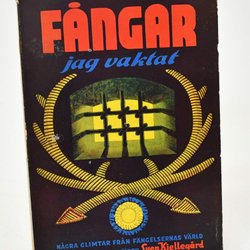 FÅNGAR
jag vaktat
NÅGRA GLIMTAR FRÅN FÄNGELSERNAS VÄRLD
Sven Kjellegård